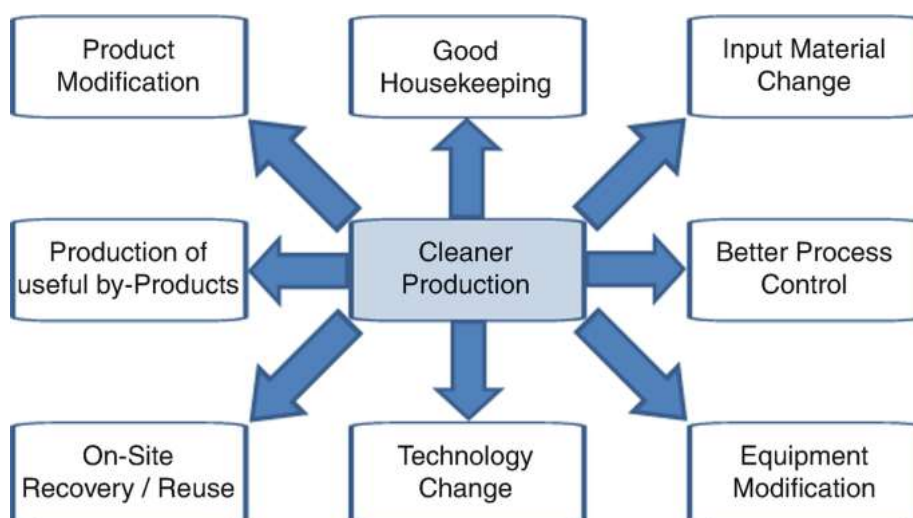 Product
Modification
Good
Housekeeping
Input Material
Change
Production of
useful by-Products
Cleaner
Production
Better Process
Control
On-Site
Recovery / Reuse
Technology
Change
Equipment
Modification